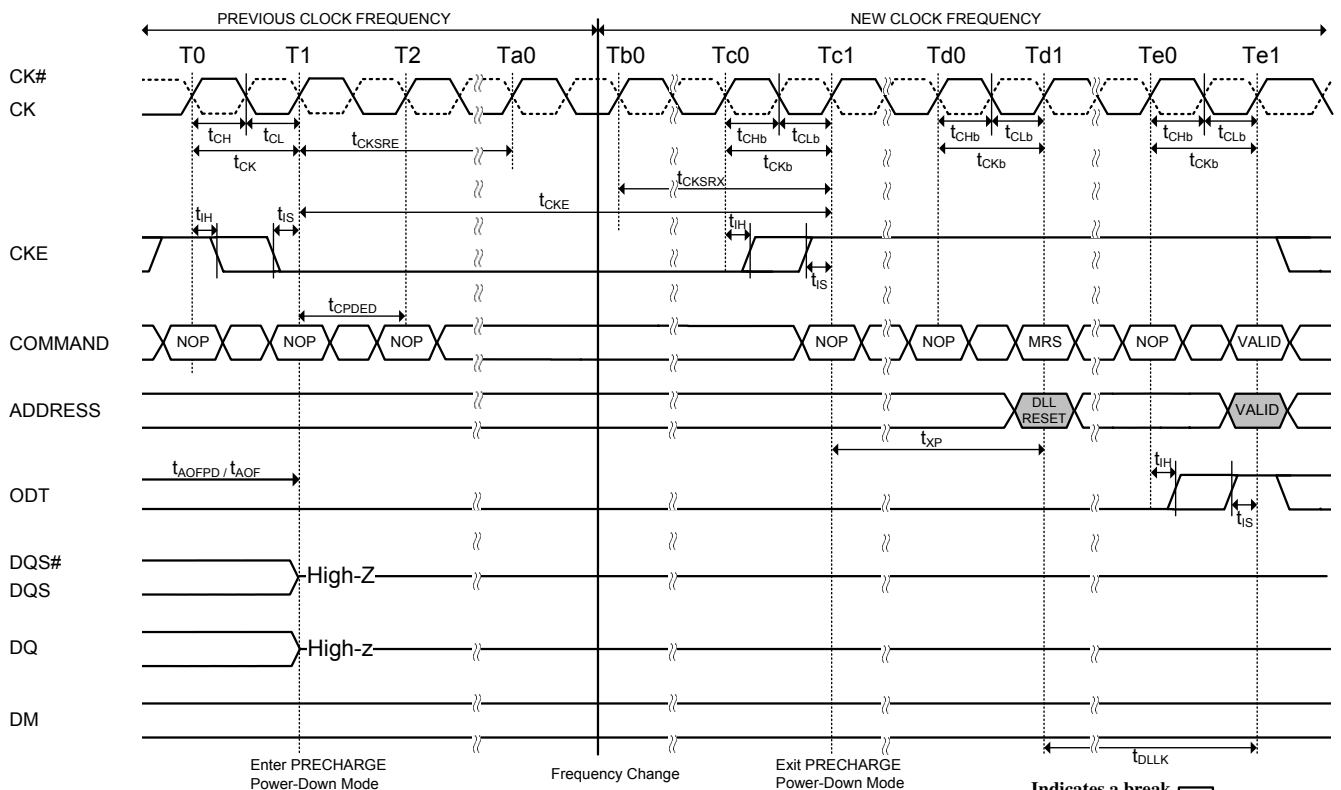 PREVIOUS CLOCK FREQUENCY NEW CLOCK FREQUENCY
T0 T1 T2 Ta0 Tb0 Tc0 Tc1 Td0 Td1 Te0 Te1
CK#
CK
tCH tCL tCKSRE tCHb tCLb tCHb tCLb tCHb tCLb
tCK tCKb tCKb tCKb
tCKSRX
tCKE
tIH tIS tIH
CKE
tIS
tCPDED
COMMAND NOP NOP NOP NOP NOP MRS NOP VALID
ADDRESS DLL RESET VALID
tXP
tAOFPD / tAOF tIH
ODT
tIS
DQS#
DQS High-Z
DQ High-z
DM
tDLLK
Enter PRECHARGE
Power-Down Mode
Frequency Change
Exit PRECHARGE
Power-Down Mode
Indicates a break